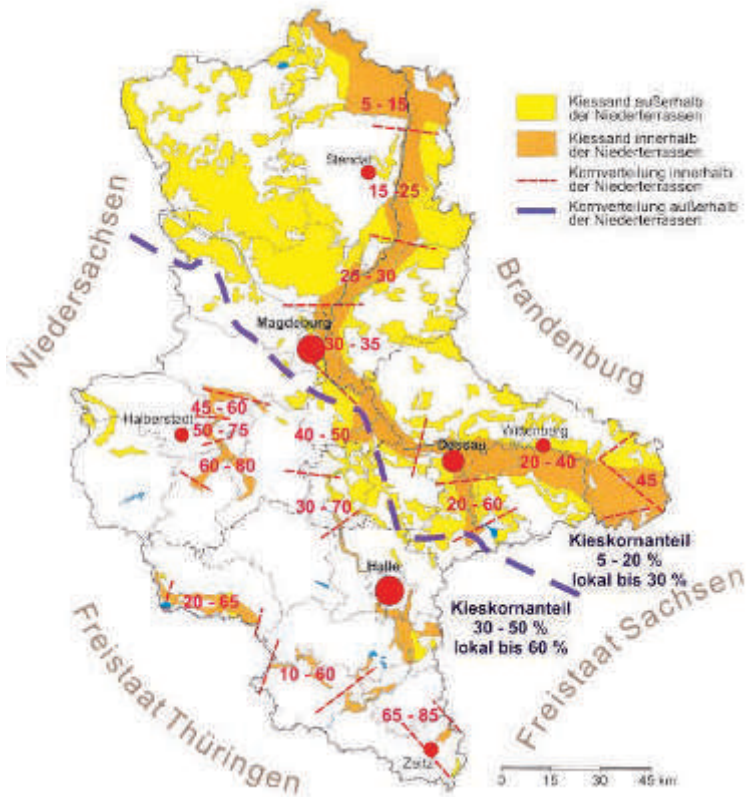 Kiessand außerhalb
der Niederterrassen
Kiessand innerhalb
der Niederterrassen
Kornverteilung innerhalb
der Niederterrassen
Kornverteilung außerhalb
der Niederterrassen
Niedersachsen
Brandenburg
Freistaat Sachsen
Freistaat Thüringen
5 - 15
Stendal
15 - 25
25 - 30
Magdeburg
30 - 35
45 - 60
Halberstadt
50 - 75
60 - 80
40 - 50
Dessau
Wittenberg
20 - 40
45
30 - 70
20 - 60
Kieskornanteil
5 - 20 %
lokal bis 30 %
Halle
Kieskornanteil
30 - 50 %
lokal bis 60 %
20 - 65
10 - 60
65 - 85
Zeitz
0 15 30 45 km